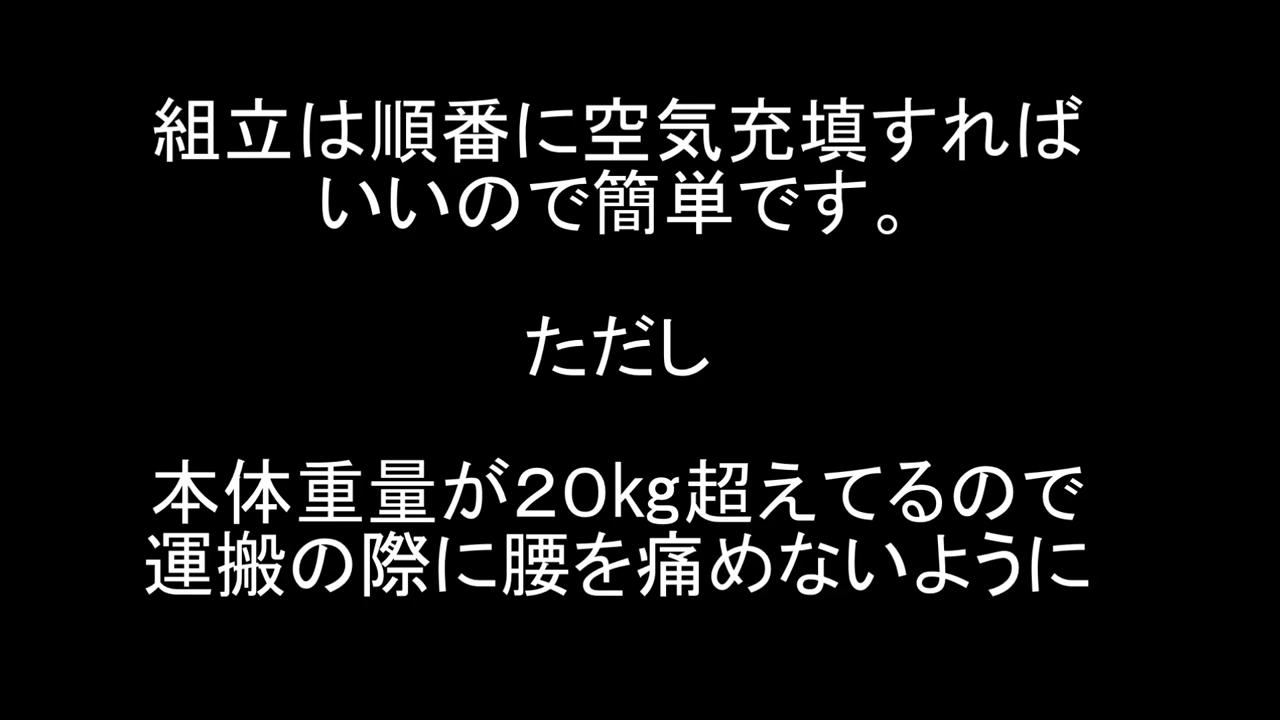 組立は順番に空気充填すれば
いいので簡単です。
ただし
本体重量が２０kg超えてるので
運搬の際に腰を痛めないように